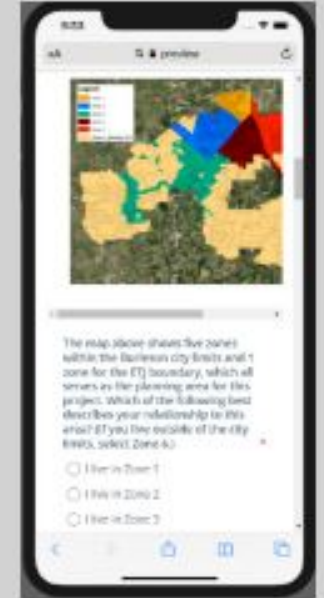 AA preview
The map above shows five zones
within the Burleson city limits and 1
zone for the ETJ boundary, which all
serves as the planning area for this
project. Which of the following best
describes your relationship to this
area? (If you live outside of the city
limits, select Zone 6.)
I live in Zone 1
I live in Zone 2
I live in Zone 3